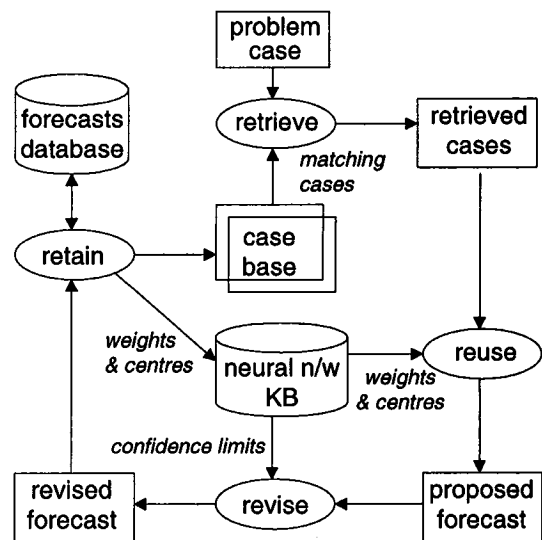 problem
case
forecasts
database
retrieve
retrieved
cases
matching
cases
retain
case
base
weights
& centres
neural n/w
KB
weights
& centres
reuse
confidence limits
revised
forecast
revise
proposed
forecast